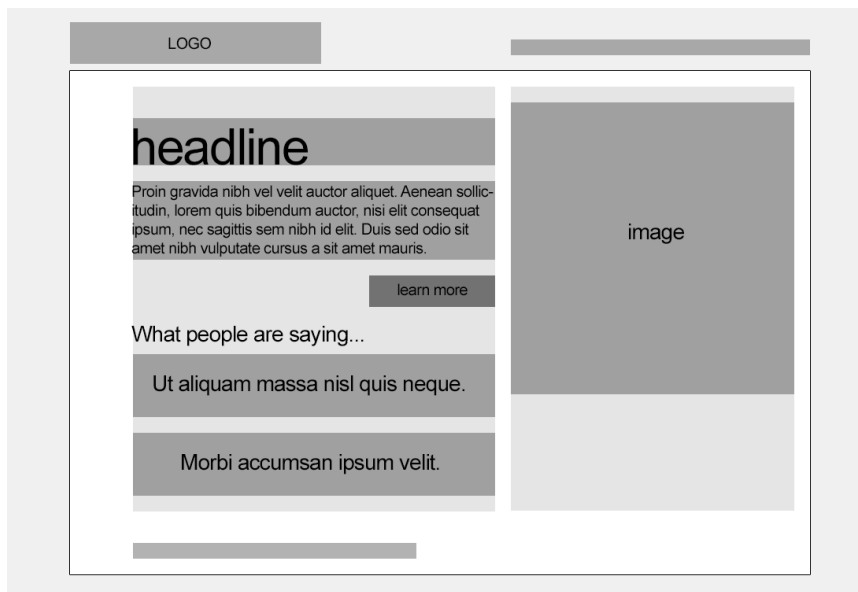 LOGO
headline
Proin gravida nibh vel velit auctor aliquet. Aenean sollic-
itudin, lorem quis bibendum auctor, nisi elit consequat
ipsum, nec sagittis sem nibh id elit. Duis sed odio sit
amet nibh vulputate cursus a sit amet mauris.
learn more
What people are saying...
Ut aliquam massa nisl quis neque.
Morbi accumsan ipsum velit.
image